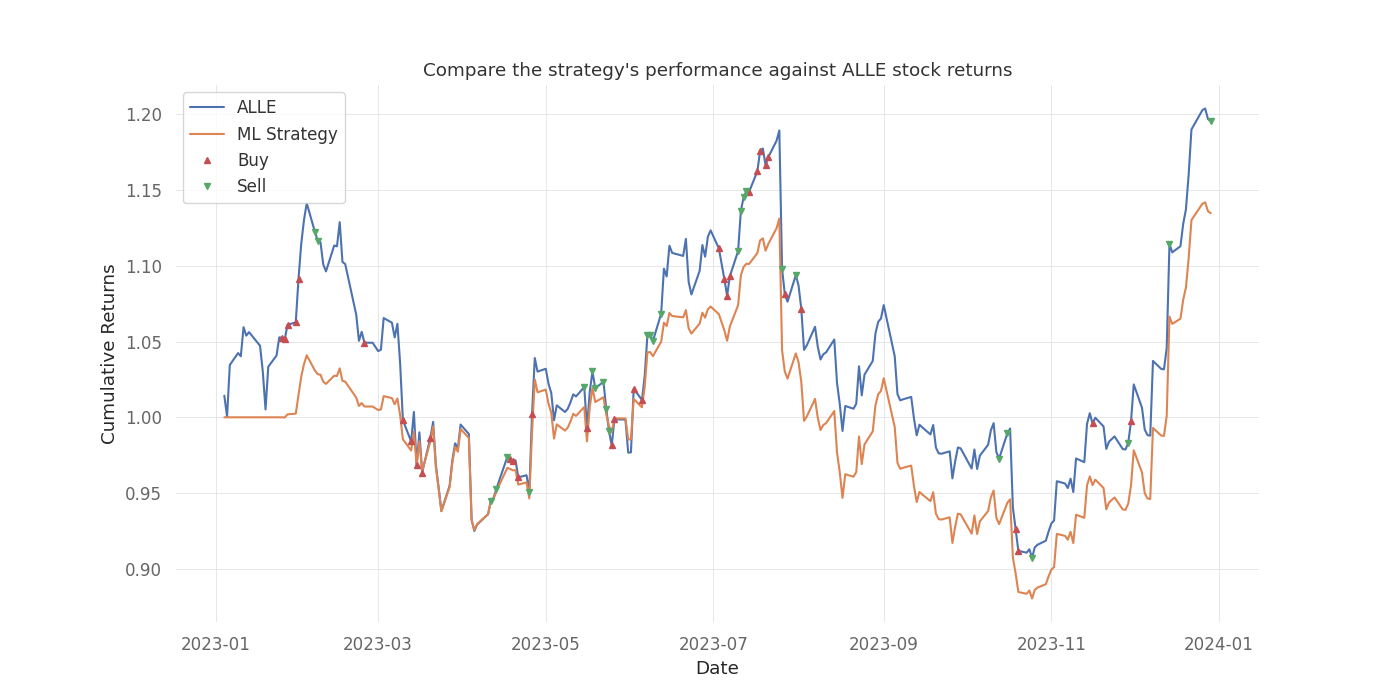 Compare the strategy's performance against ALLE stock returns
ALLE
ML Strategy
Buy
Sell
Cumulative Returns
1.20
1.15
1.10
1.05
1.00
0.95
0.90
2023-01 2023-03 2023-05 2023-07 2023-09 2023-11 2024-01
Date